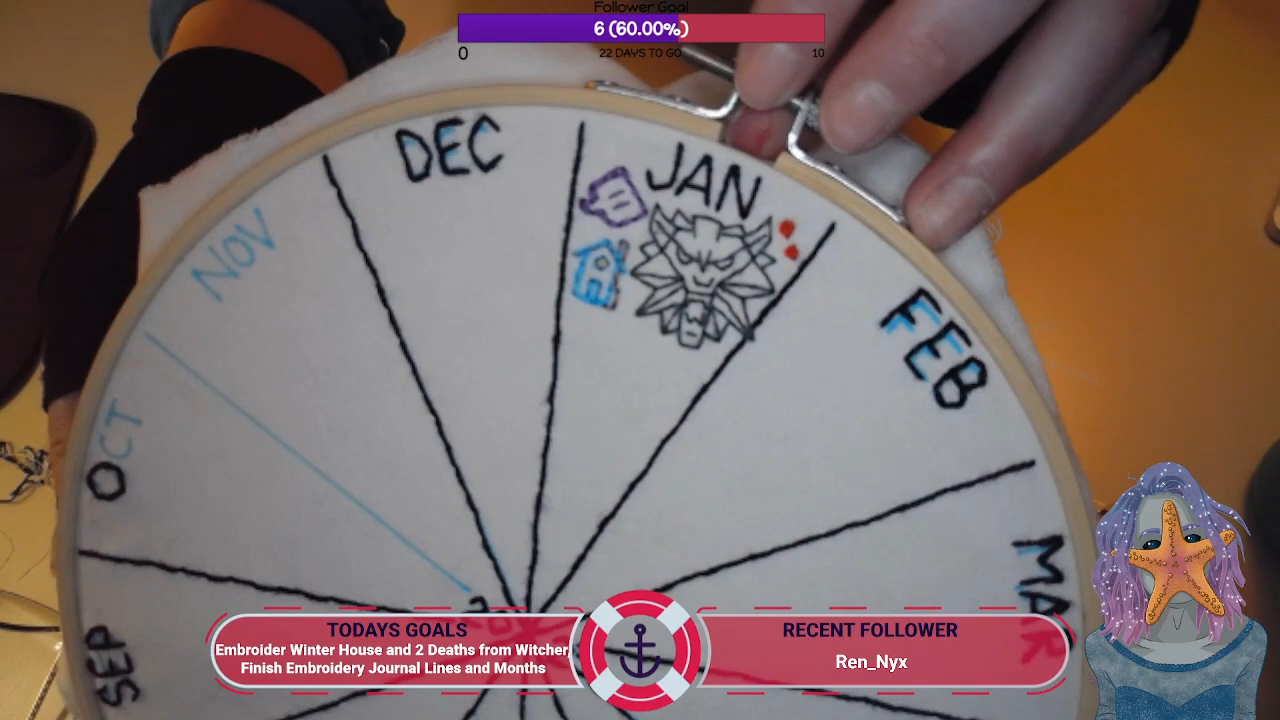 Follower Goal
6 (60.00%)
0
22 DAYS TO GO
10
DEC
JAN
NOV
FEB
OCT
MAR
SEP
TODAYS GOALS
Embroider Winter House and 2 Deaths from Witcher,
Finish Embroidery Journal Lines and Months
RECENT FOLLOWER
Ren_Nyx